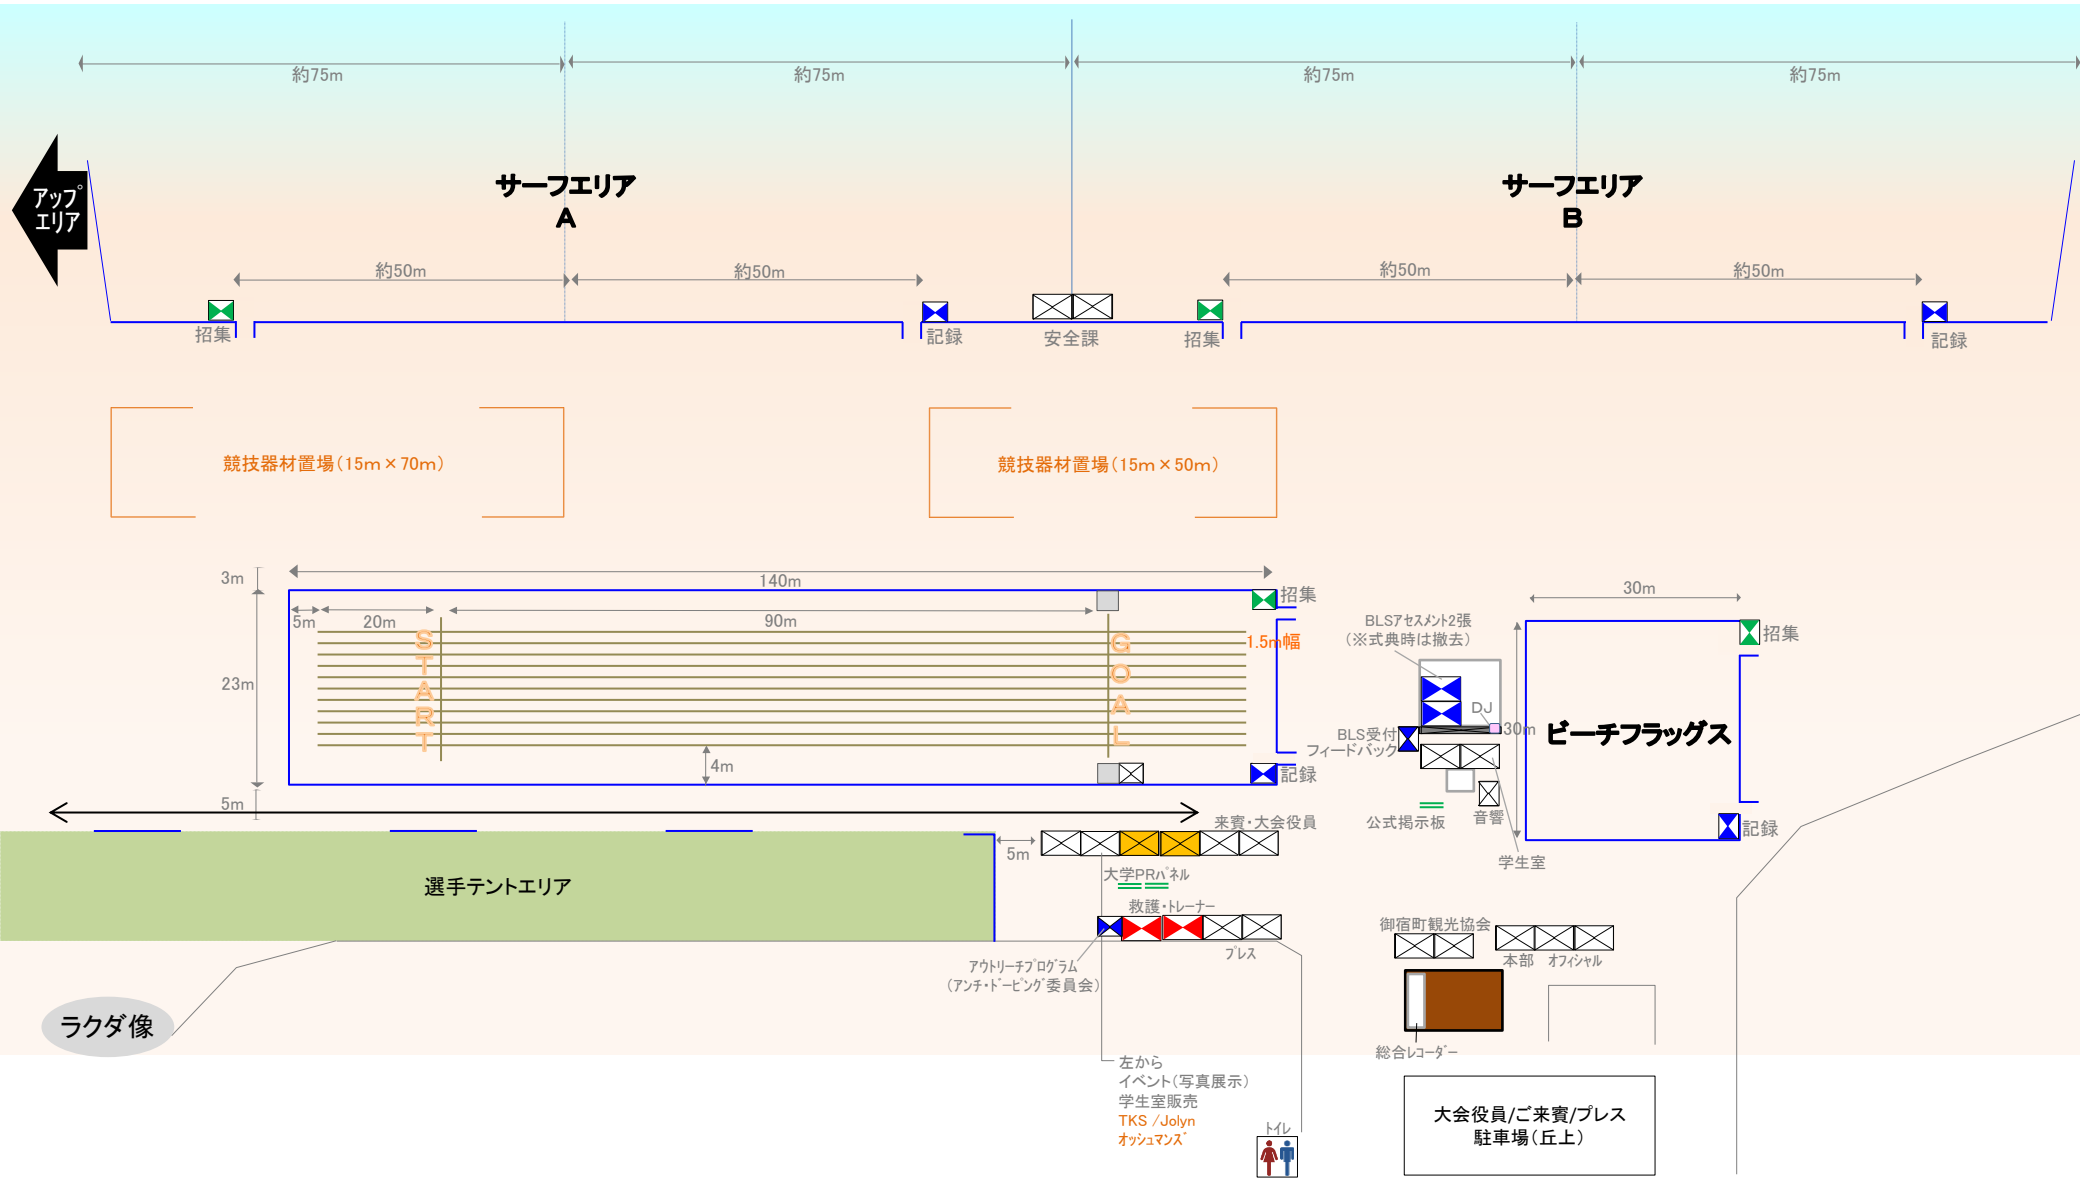 約75m
約75m
約75m
約75m
アップ
エリア
サーフエリア
A
サーフエリア
B
約50m
約50m
約50m
約50m
招集
記録
安全課
招集
記録
競技器材置場(15m×70m)
競技器材置場(15m×50m)
3m
140m
招集
5m
20m
90m
START
GOAL
1.5m幅
23m
4m
記録
5m
30m
BLSアセスメント2張
(※式典時は撤去)
招集
DJ
30m
ビーチフラッグス
BLS受付
フィードバック
公式掲示板
音響
記録
学生室
選手テントエリア
5m
来賓・大会役員
大学PRパネル
救護・トレーナー
プレス
アウトリーチプログラム
(アンチ・ドーピング委員会)
御宿町観光協会
本部
オフィシャル
総合レコーダー
ラクダ像
左から
イベント(写真展示)
学生室販売
TKS /Jolyn
オッシュマンズ
トイレ
大会役員/ご来賓/プレス
駐車場(丘上)